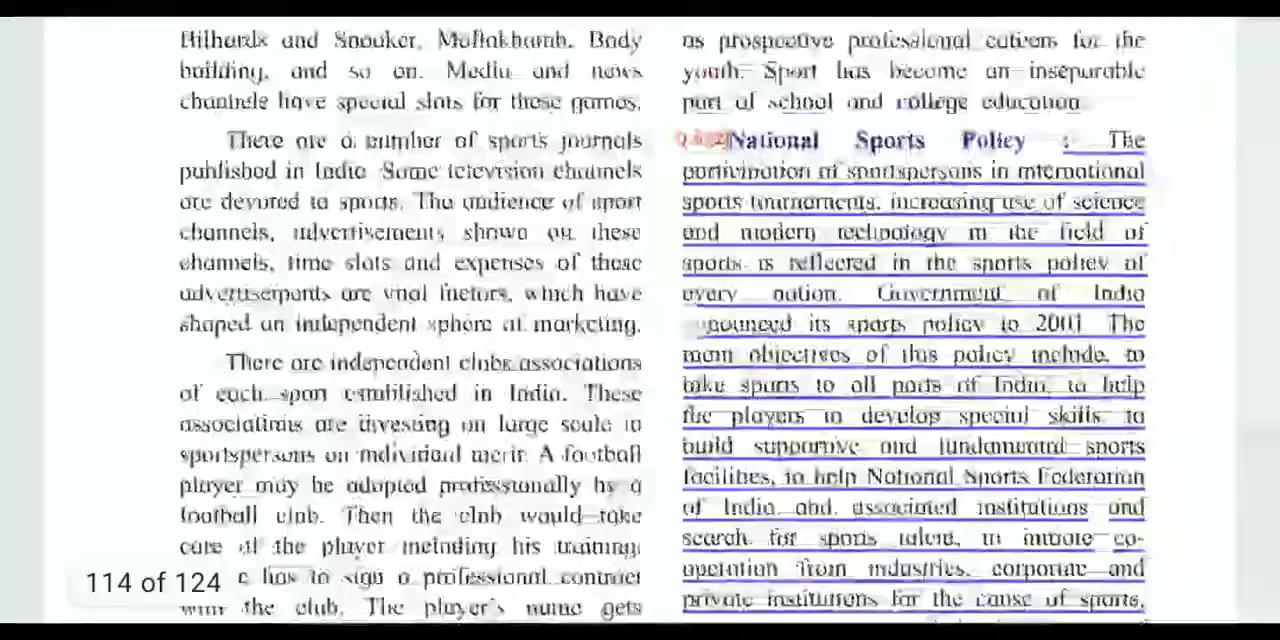 Billiards and Snooker, Mallakhamb, Body
building, and so on. Media and news
channels have special slots for these games.
There are a number of sports journals
published in India. Some television channels
are devoted to sports. The audience of sport
channels, advertisements shown on these
channels, time slots and expenses of these
advertisements are vital factors, which have
shaped an independent sphere of marketing.
There are independent clubs associations
of each sport established in India. These
associations are investing on large scale in
sportspersons on individual merit. A football
player may be adopted professionally by a
football club. Then the club would take
care of the player including his training.
114 of 124
has to sign a professional contract
with the club. The player's name gets
as prospective professional careers for the
youth. Sport has become an inseparable
part of school and college education.
National Sports Policy : The
participation of sportspersons in international
sports tournaments, increasing use of science
and modern technology in the field of
sports is reflected in the sports policy of
every nation. Government of India
nounced its sports policy in 2001. The
main objectives of this policy include, to
take sports to all parts of India, to help
the players to develop special skills, to
build supportive and fundamental sports
facilities, to help National Sports Federation
of India and associated institutions and
search for sports talent, to initiate co-
operation from industries, corporate and
private institutions for the cause of sports,